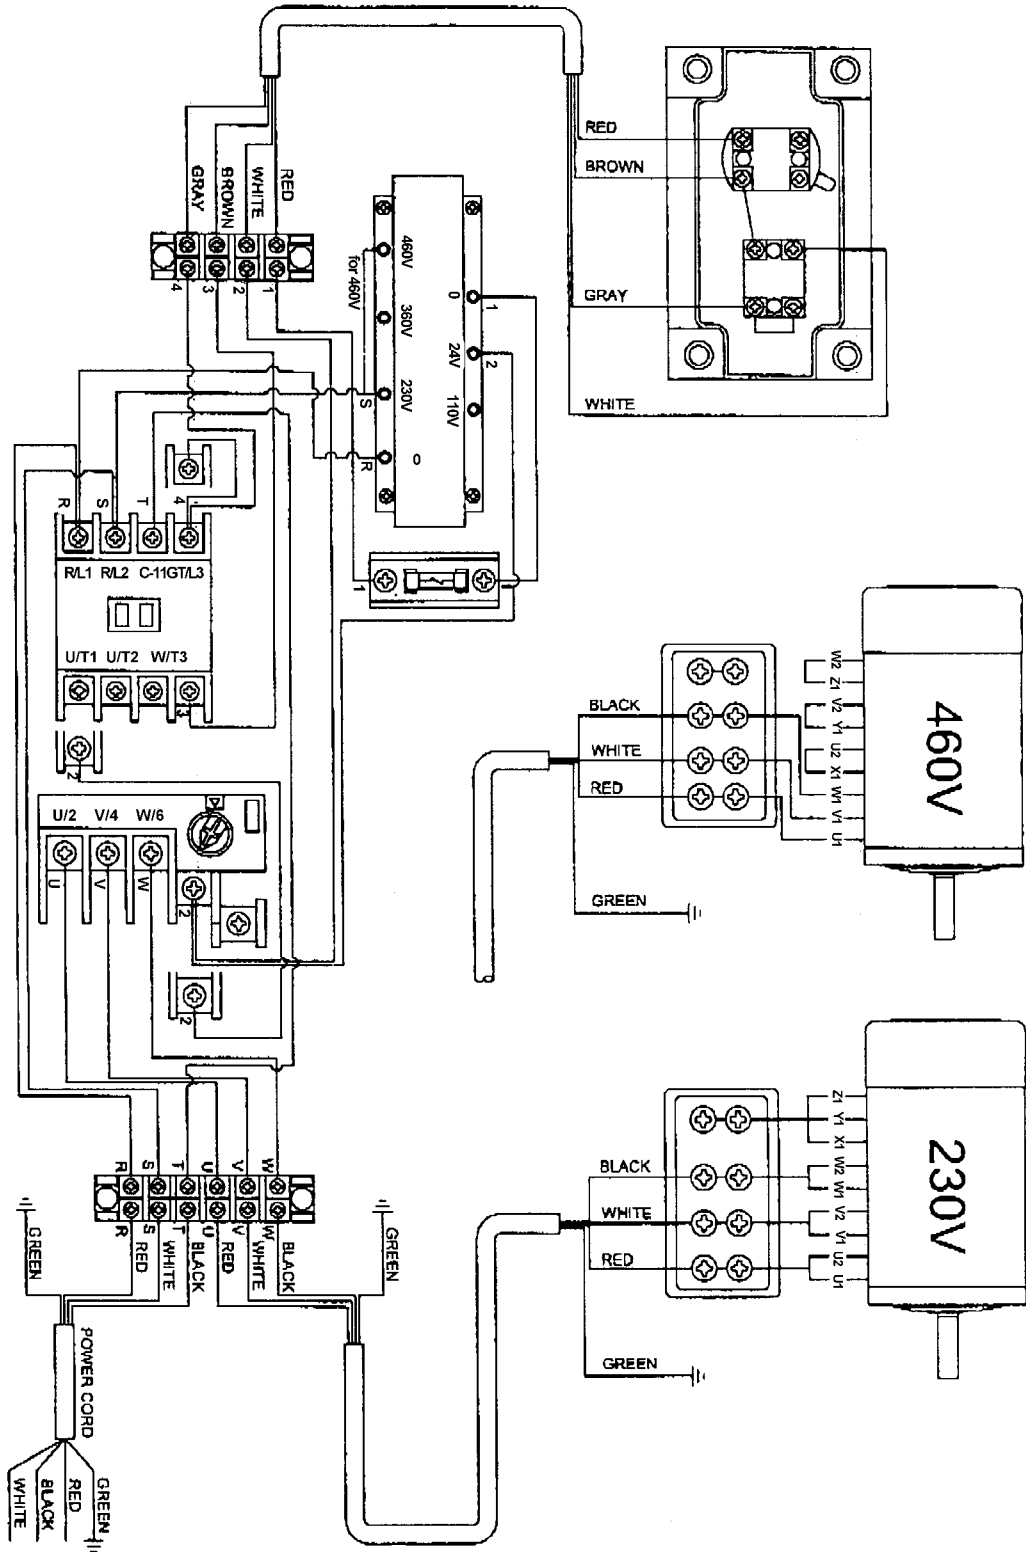 RED
BROWN
GRAY
WHITE
GRAY
BROWN
WHITE
RED
4
3
2
1
460V
for 460V
360V
230V
S
R
0
0
24V
110V
1
2
1
R
S
T
4
R/L1 R/L2 C-11GT/L3
U/T1 U/T2 W/T3
3
2
U/2 V/4 W/6
U
V
W
2
2
2
BLACK
WHITE
RED
GREEN
W2
Z1
V2
Y1
U2
X1
W1
V1
U1
460V
BLACK
WHITE
RED
GREEN
Z1
Y1
X1
W2
W1
V2
V1
U2
U1
230V
R
S
T
U
V
W
R
S
T
U
V
W
GREEN
RED
WHITE
BLACK
RED
WHITE
BLACK
GREEN
POWER CORD
WHITE
BLACK
RED
GREEN